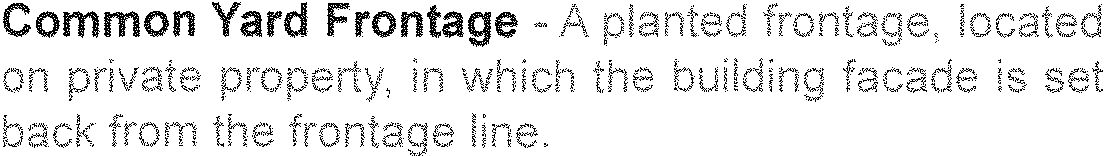 Common Yard Frontage - A planted frontage, located
on private property, in which the building facade is set
back from the frontage line.